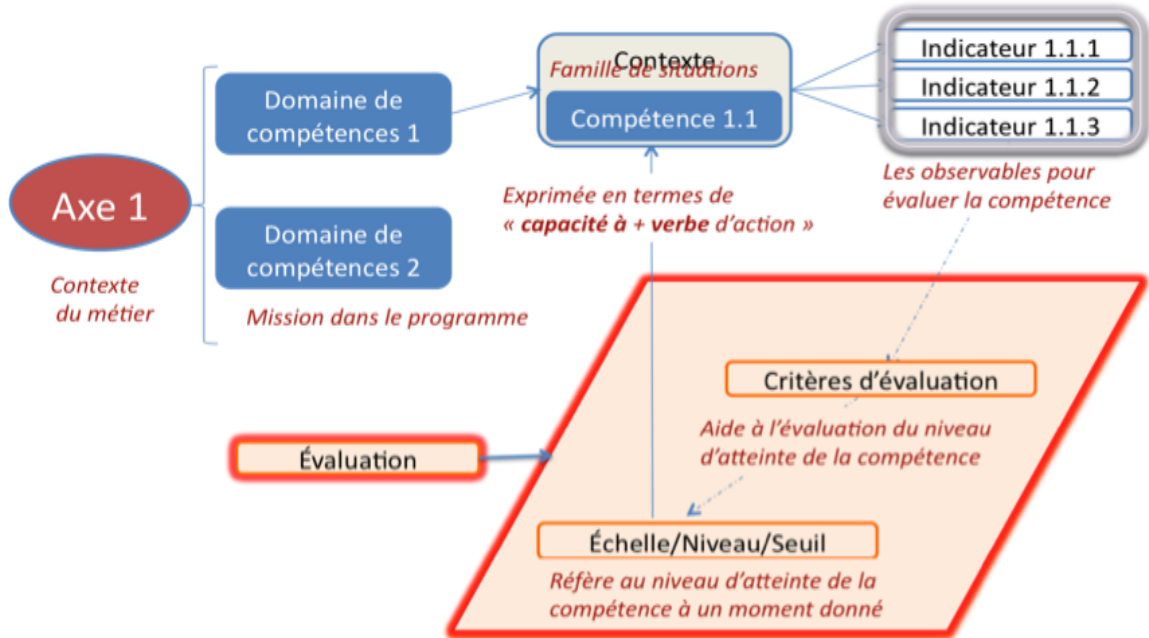 Axe 1
Contexte
du métier
Domaine de
compétences 1
Domaine de
compétences 2
Mission dans le programme
Contexte
Famille de situations
Compétence 1.1
Exprimée en termes de
« capacité à + verbe d’action »
Indicateur 1.1.1
Indicateur 1.1.2
Indicateur 1.1.3
Les observables pour
évaluer la compétence
Évaluation
Critères d’évaluation
Aide à l’évaluation du niveau
d’atteinte de la compétence
Échelle/Niveau/Seuil
Réfère au niveau d’atteinte de la
compétence à un moment donné